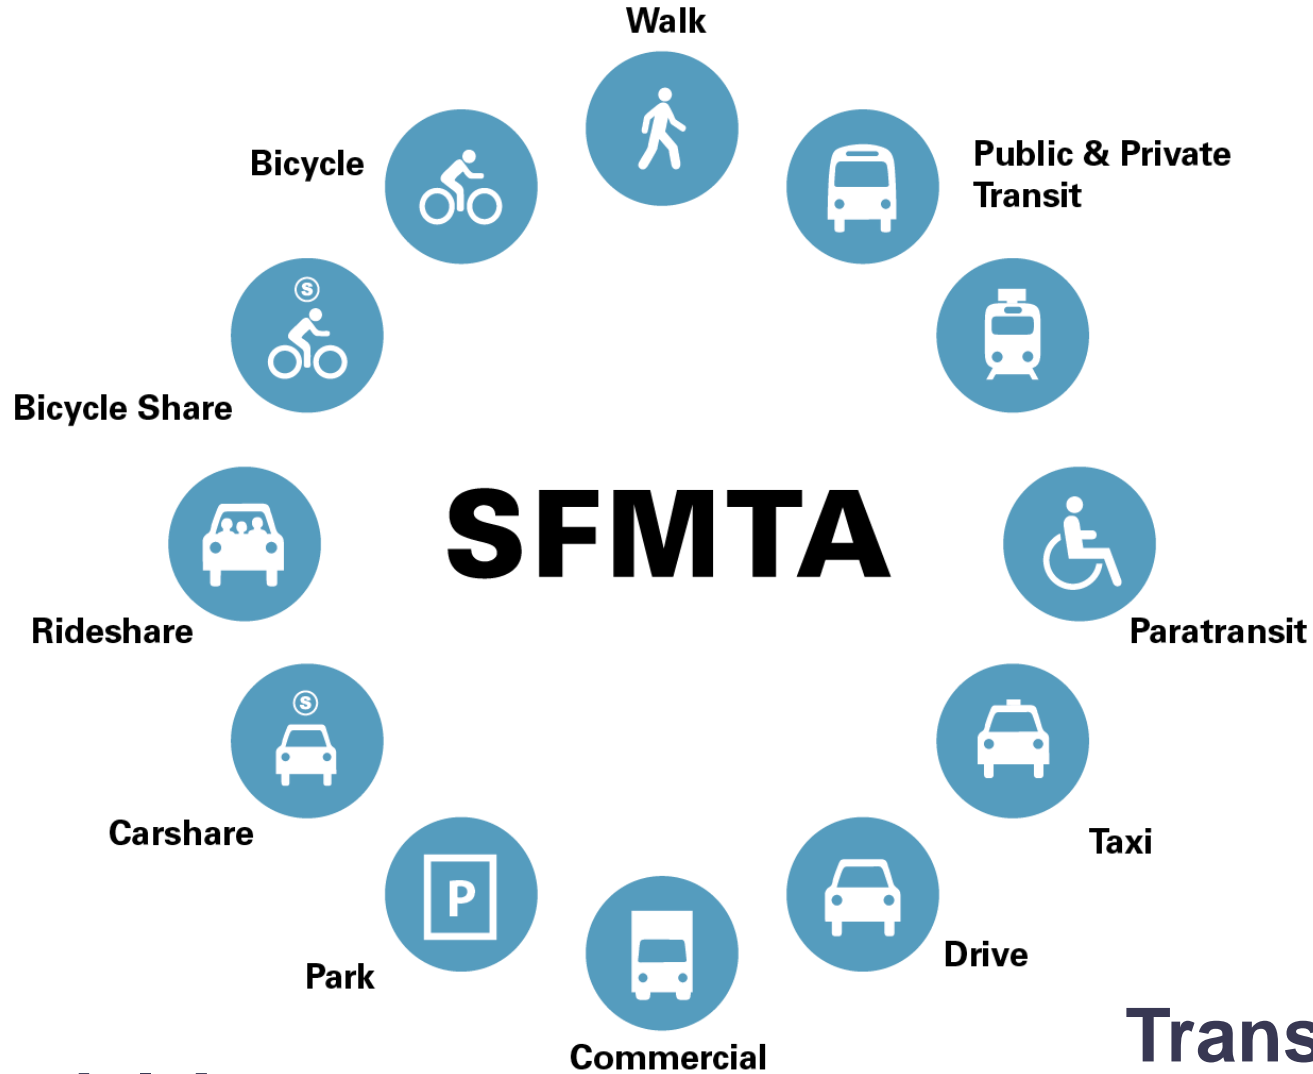 Walk
Bicycle
Public & Private
Transit
S
Bicycle Share
SFMTA
Rideshare
Paratransit
S
Carshare
Taxi
P
Park
Drive
Commercial
Trans